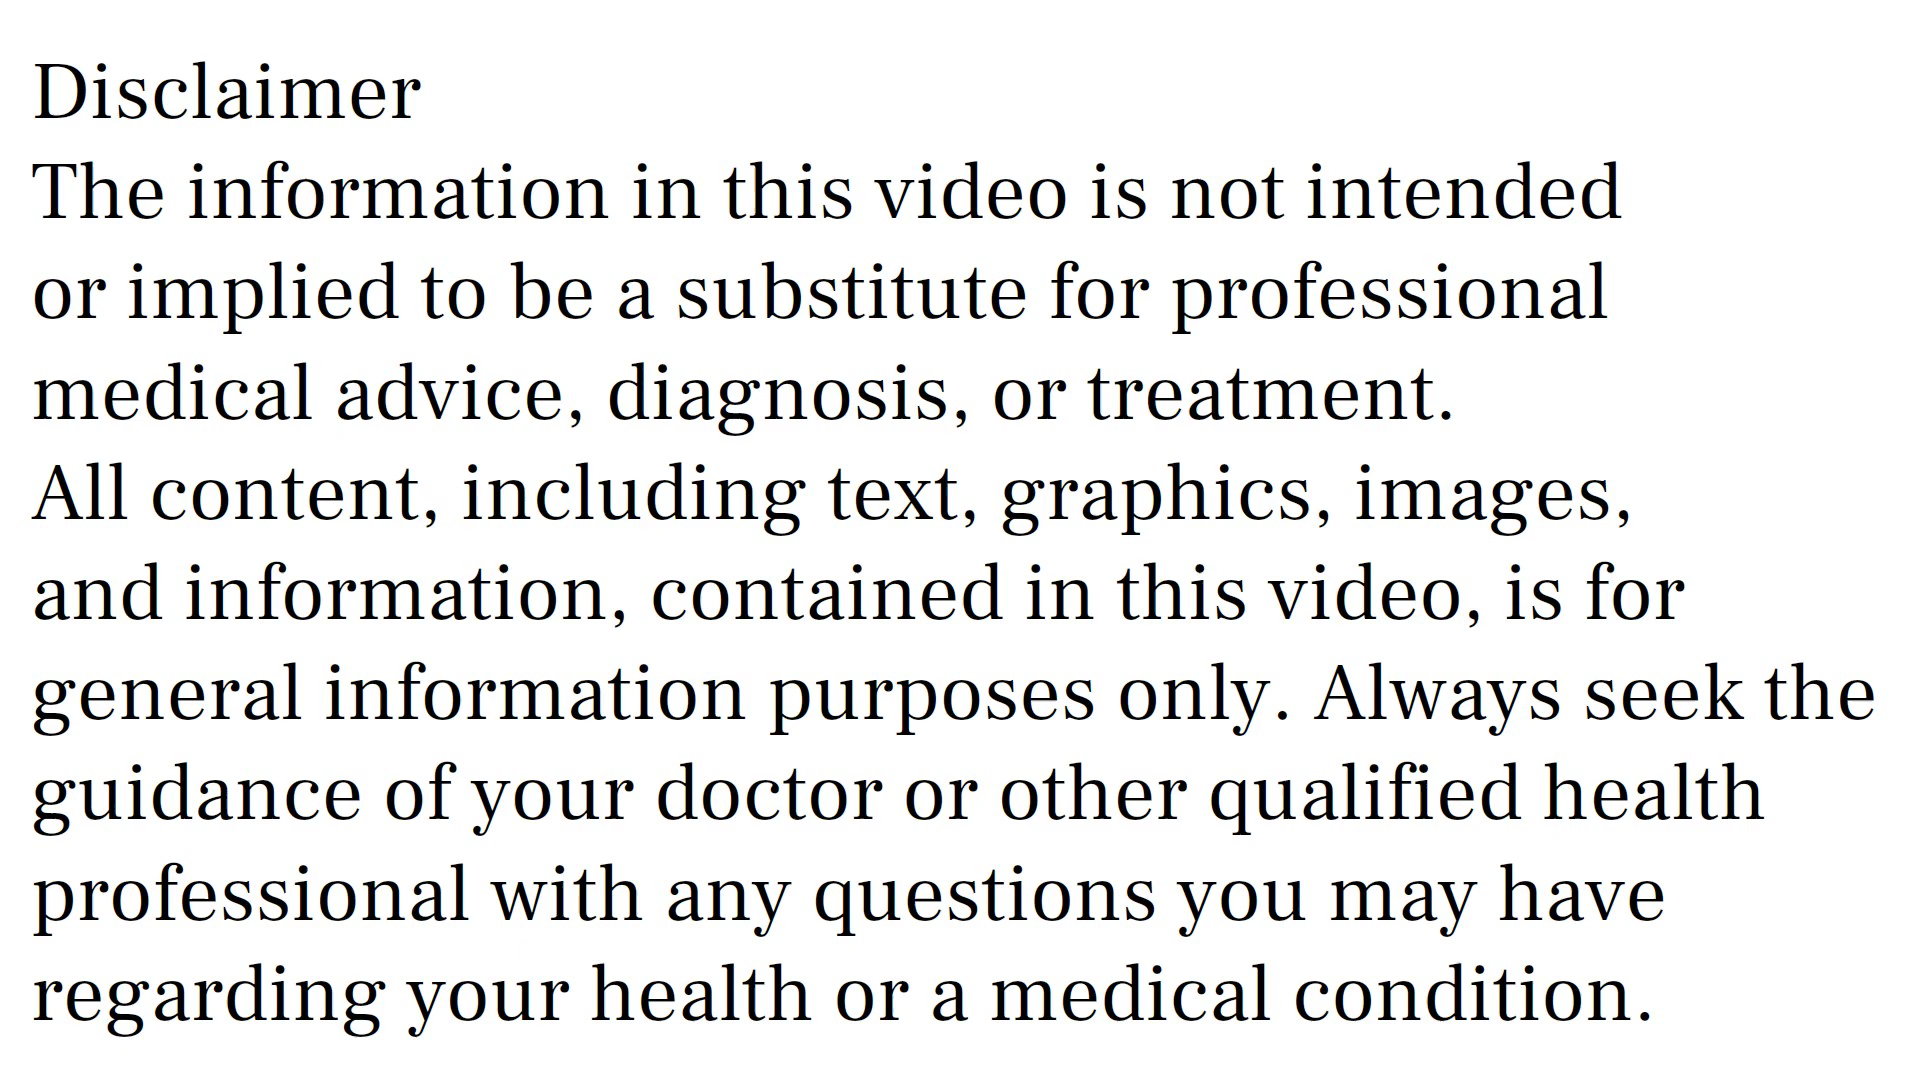 Disclaimer
The information in this video is not intended
or implied to be a substitute for professional
medical advice, diagnosis, or treatment.
All content, including text, graphics, images,
and information, contained in this video, is for
general information purposes only. Always seek the
guidance of your doctor or other qualified health
professional with any questions you may have
regarding your health or a medical condition.